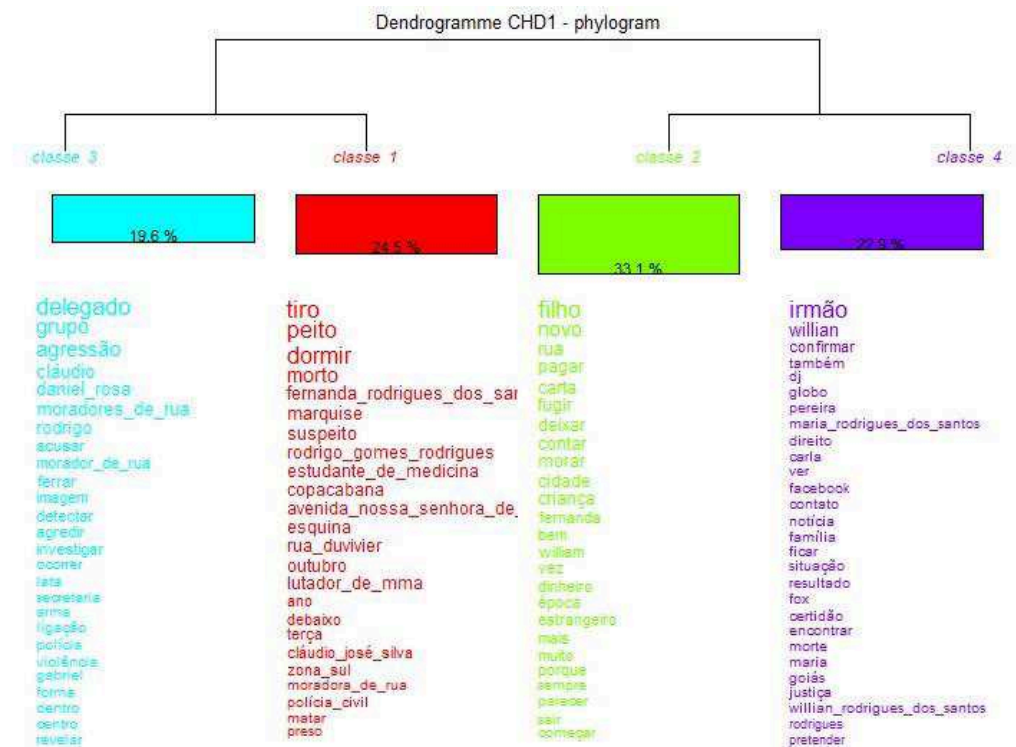 Dendrogramme CHD1 - phylogram
classe 3
classe 1
classe 2
classe 4
19.6 %
24.5 %
33.1 %
22.9 %
delegado
grupo
agressão
cláudio
daniel_rosa
moradores_de_rua
rodrigo
acusar
morador_de_rua
ferrar
imagem
detectar
agredir
investigar
ocorrer
lata
secretaria
arma
ligação
polícia
violência
gabriel
forma
dentro
centro
revelar
tiro
peito
dormir
morto
fernanda_rodrigues_dos_sar
marquise
suspeito
rodrigo_gomes_rodrigues
estudante_de_medicina
copacabana
avenida_nossa_senhora_de_
esquina
rua_duvivier
outubro
lutador_de_mma
ano
debaixo
terça
cláudio_josé_silva
zona_sul
moradora_de_rua
polícia_civil
matar
preso
filho
novo
rua
pagar
carta
fugir
deixar
contar
morar
cidade
criança
fernanda
bem
william
vez
dinheiro
época
estrangeiro
mais
muito
porque
sempre
parecer
sair
começar
irmão
willian
confirmar
também
dj
globo
pereira
maria_rodrigues_dos_santos
direito
carla
ver
facebook
contato
notícia
família
ficar
situação
resultado
fox
certidão
encontrar
morte
maria
goiás
justiça
willian_rodrigues_dos_santos
rodrigues
pretender